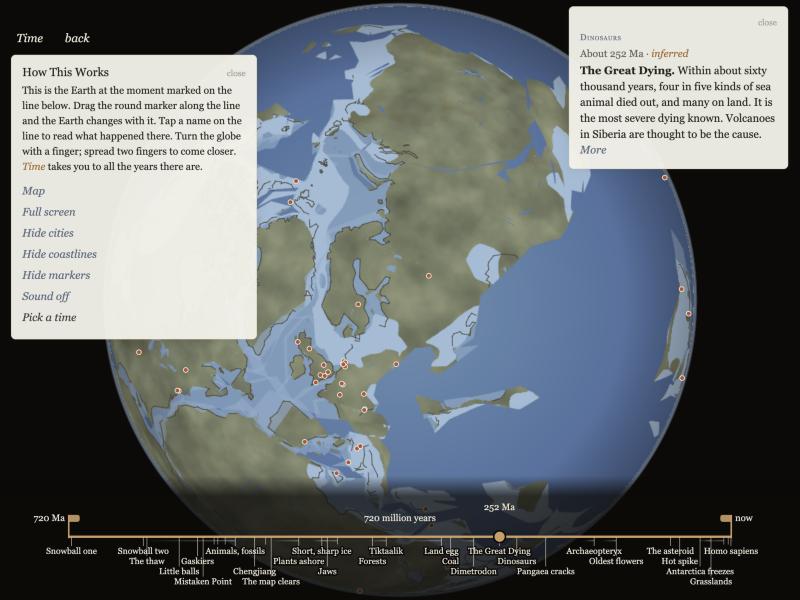 Time back
How This Works
close
This is the Earth at the moment marked on the
line below. Drag the round marker along the line
and the Earth changes with it. Tap a name on the
line to read what happened there. Turn the globe
with a finger; spread two fingers to come closer.
Time takes you to all the years there are.
Map
Full screen
Hide cities
Hide coastlines
Hide markers
Sound off
Pick a time
close
Dinosaurs
About 252 Ma · inferred
The Great Dying. Within about sixty
thousand years, four in five kinds of sea
animal died out, and many on land. It is
the most severe dying known. Volcanoes
in Siberia are thought to be the cause.
More
252 Ma
720 Ma
720 million years
now
Snowball one
Snowball two
Animals, fossils
Short, sharp ice
Tiktaalik
Land egg
The Great Dying
Archaeopteryx
The asteroid
Homo sapiens
The thaw
Gaskiers
Plants ashore
Forests
Coal
Dinosaurs
Oldest flowers
Hot spike
Little balls
Chengjiang
Jaws
Dimetrodon
Pangaea cracks
Antarctica freezes
Mistaken Point
The map clears
Grasslands